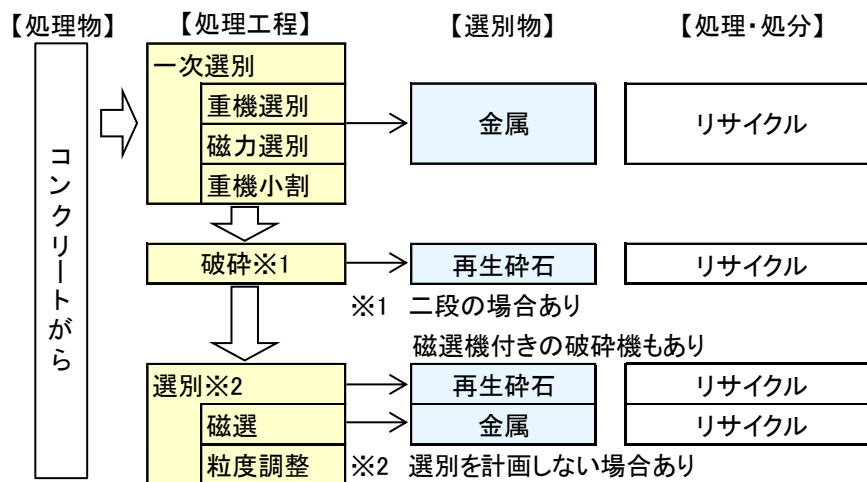 【処理物】 【処理工程】 【選別物】 【処理・処分】
コンクリートがら
一次選別
重機選別
磁力選別
重機小割
金属 リサイクル
破砕※1 再生砕石 リサイクル
※1 二段の場合あり
磁選機付きの破砕機もあり
選別※2 再生砕石 リサイクル
磁選 金属 リサイクル
粒度調整 ※2 選別を計画しない場合あり